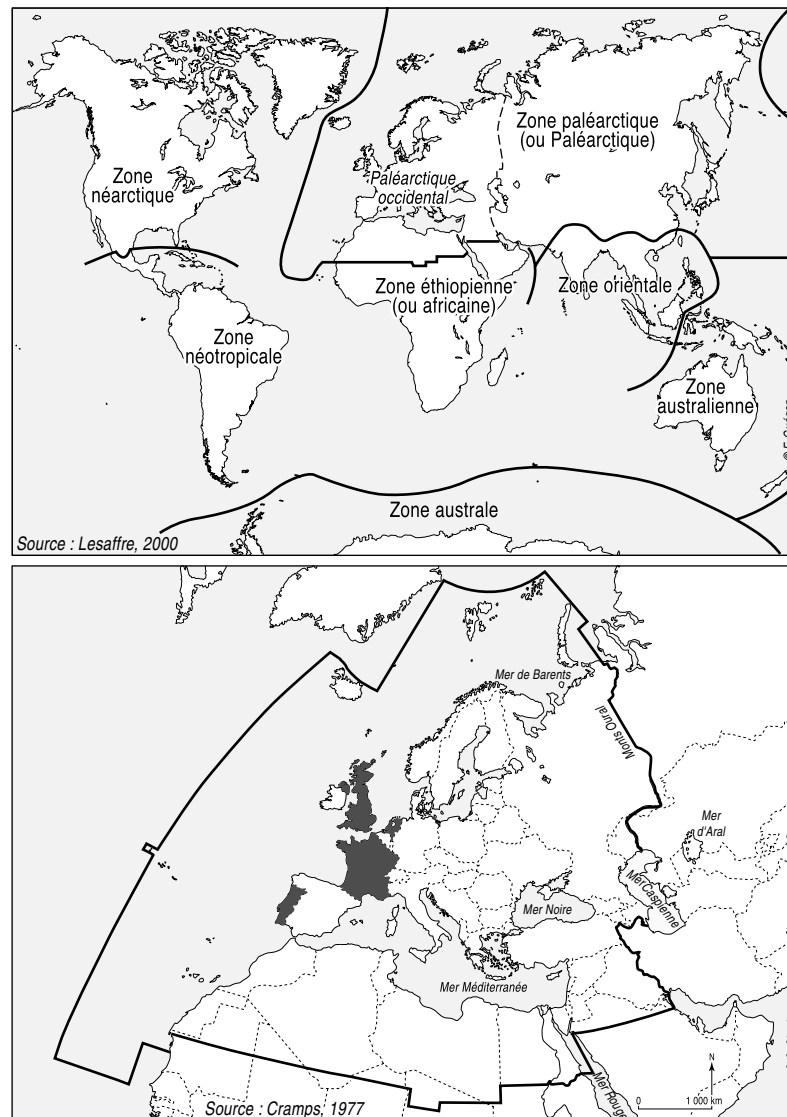 Zone paléarctique
(ou Paléarctique)
Zone
néarctique
Paléarctique
occidental
Zone éthiopienne
(ou africaine)
Zone orientale
Zone
néotropicale
Zone
australienne
Zone australe
Source : Lesaffre, 2000
Mer de Barents
Monts Oural
Mer
d'Aral
Mer Caspienne
Mer Noire
Mer Méditerranée
Mer Rouge
N
0 1 000 km
Source : Cramps, 1977